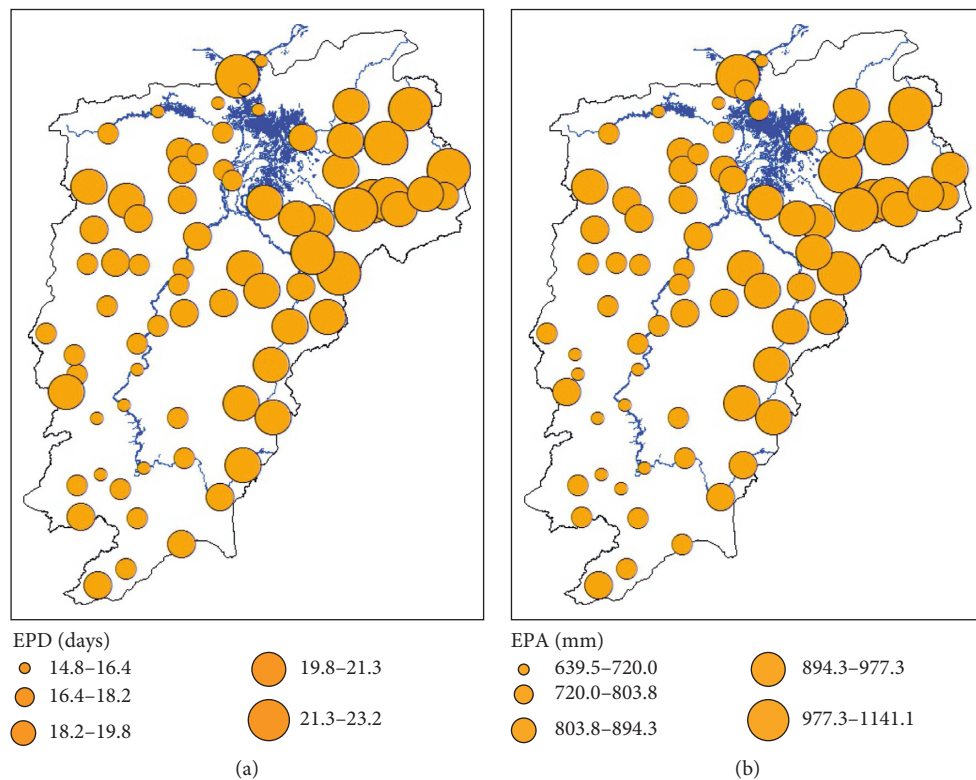 EPD (days)
14.8–16.4
16.4–18.2
18.2–19.8
19.8–21.3
21.3–23.2
(a)
EPA (mm)
639.5–720.0
720.0–803.8
803.8–894.3
894.3–977.3
977.3–1141.1
(b)